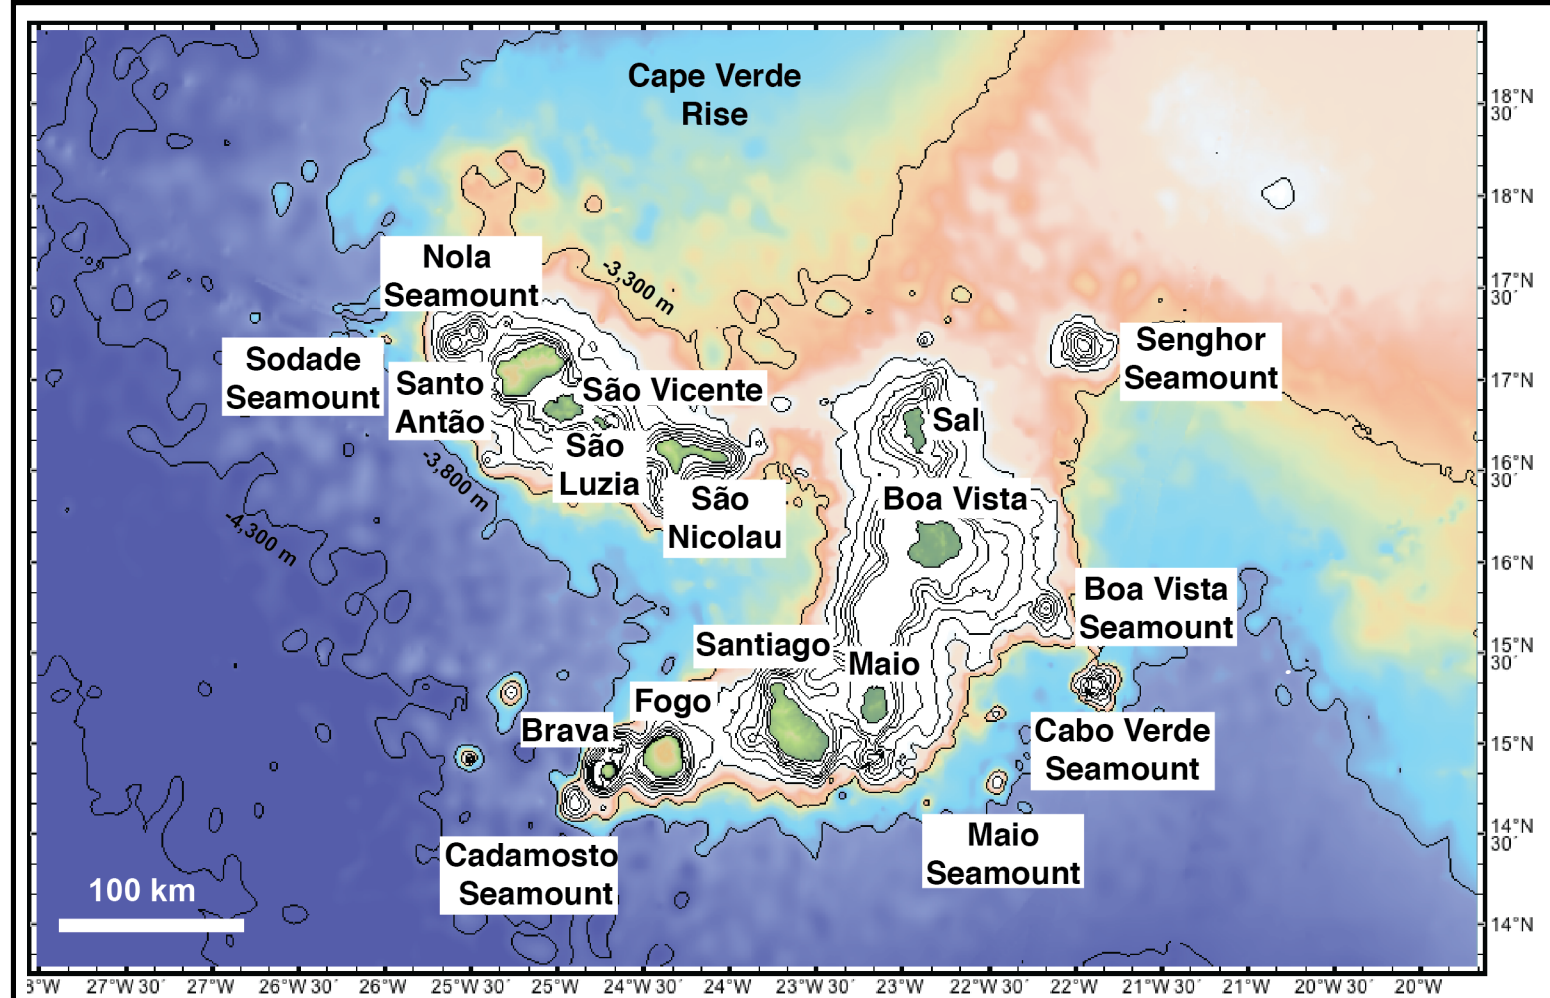 Cape Verde
Rise
18°N
30´
18°N
Nola
Seamount
-3,300 m
17°N
30´
Sodade
Seamount
Senghor
Seamount
Santo
Antão
São Vicente
17°N
Sal
São
Luzia
-3,800 m
16°N
30´
Boa Vista
São
Nicolau
-4,300 m
16°N
Boa Vista
Seamount
Santiago
Maio
15°N
30´
Fogo
Brava
Cabo Verde
Seamount
15°N
Cadamosto
Seamount
Maio
Seamount
14°N
30´
100 km
14°N
8°W 27°W 30´ 27°W 26°W 30´ 26°W 25°W 30´ 25°W 24°W 30´ 24°W 23°W 30´ 23°W 22°W 30´ 22°W 21°W 30´ 21°W 20°W 30´ 20°W